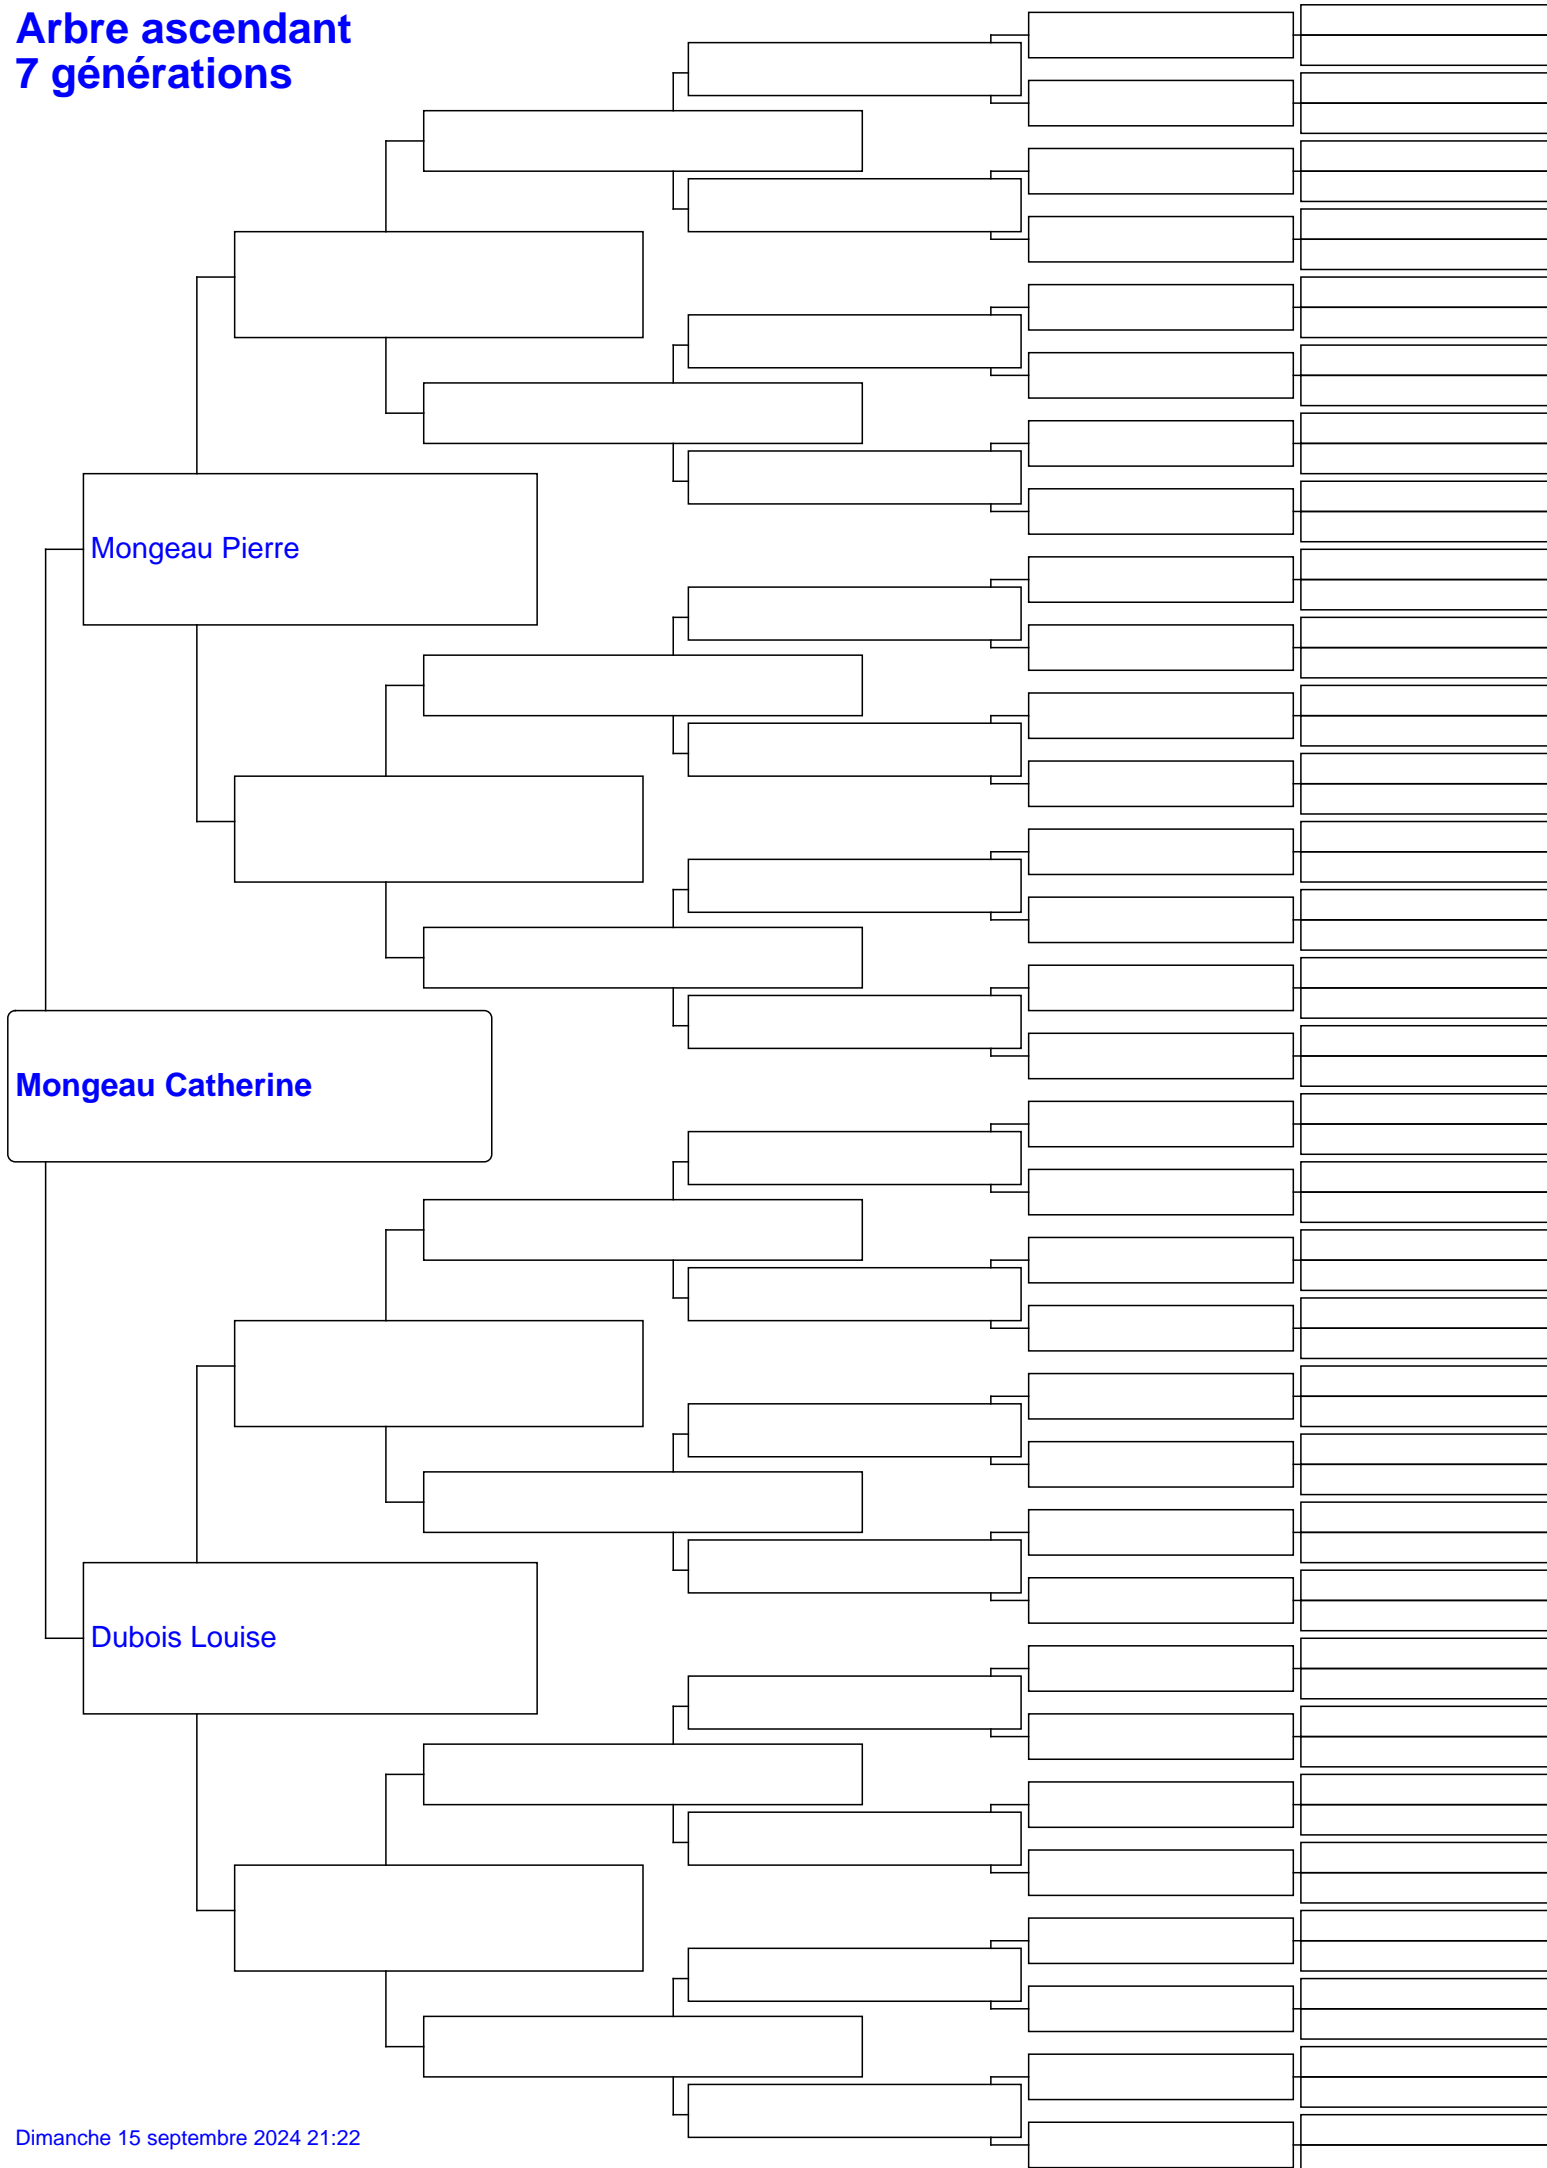 Arbre ascendant
7 générations
Mongeau Pierre
Mongeau Catherine
Dubois Louise
Dimanche 15 septembre 2024 21:22